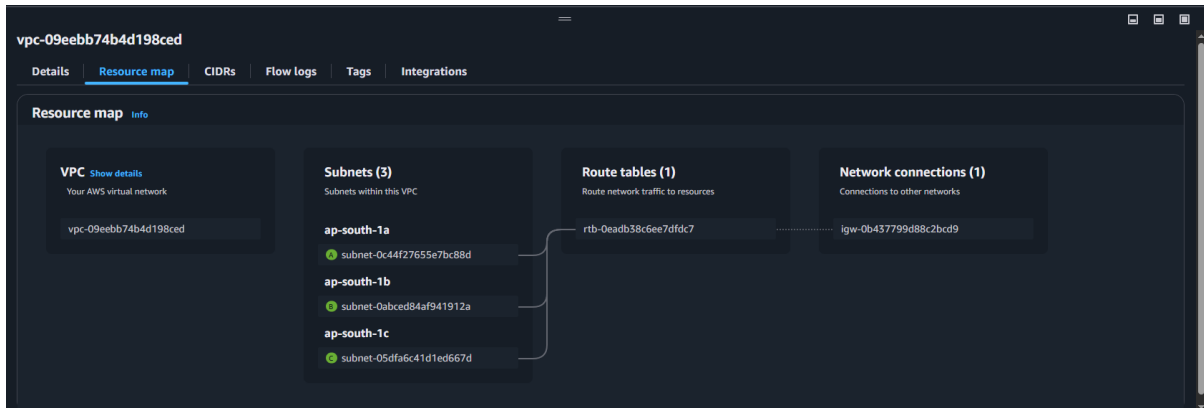 vpc-09eebb74b4d198ced
Details Resource map CIDRs Flow logs Tags Integrations
Resource map Info
VPC Show details
Your AWS virtual network
vpc-09eebb74b4d198ced
Subnets (3)
Subnets within this VPC
ap-south-1a
A subnet-0c44f27655e7bc88d
ap-south-1b
B subnet-0abced84af941912a
ap-south-1c
C subnet-05dfa6c41d1ed667d
Route tables (1)
Route network traffic to resources
rtb-0eadb38c6ee7dfdc7
Network connections (1)
Connections to other networks
igw-0b437799d88c2bcd9